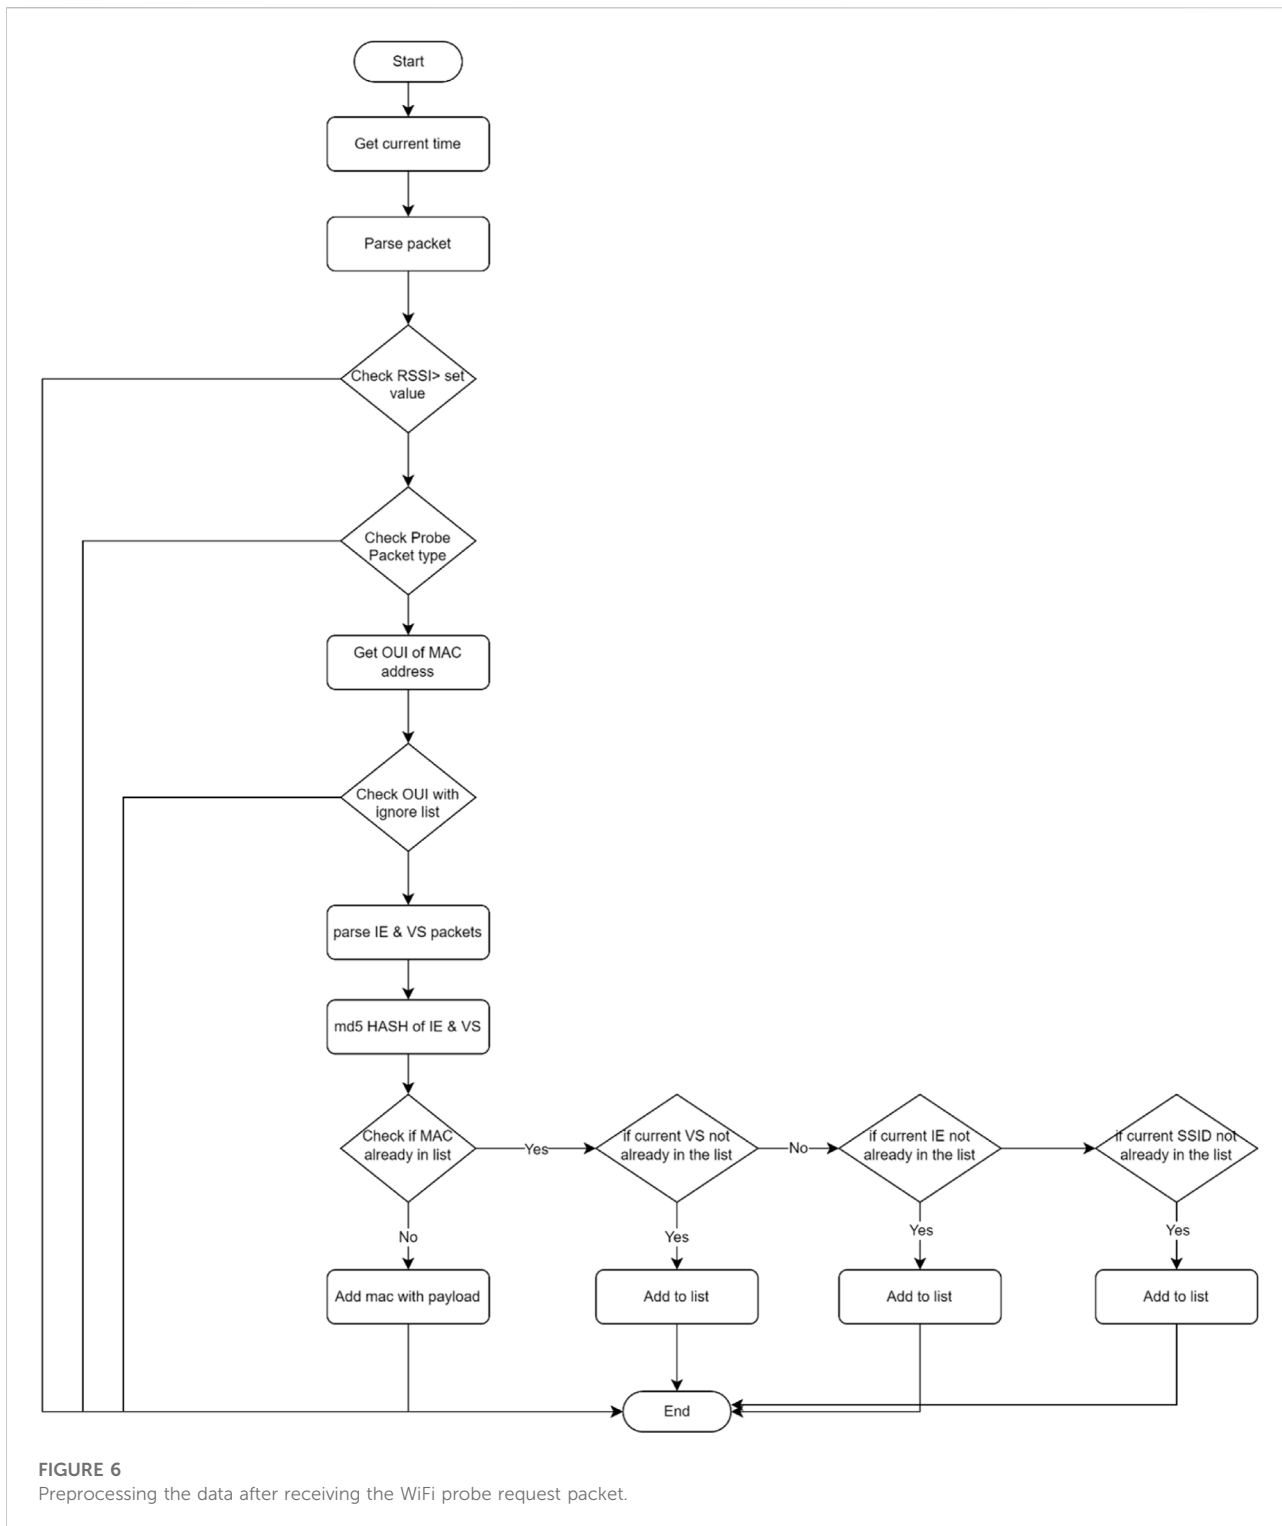 Start
Get current time
Parse packet
Check RSSI> set
value
Check Probe
Packet type
Get OUI of MAC
address
Check OUI with
ignore list
parse IE & VS packets
md5 HASH of IE & VS
Check if MAC
already in list
Yes
if current VS not
already in the list
No
if current IE not
already in the list
if current SSID not
already in the list
No
Yes
Yes
Yes
Add mac with payload
Add to list
Add to list
Add to list
End
FIGURE 6
Preprocessing the data after receiving the WiFi probe request packet.